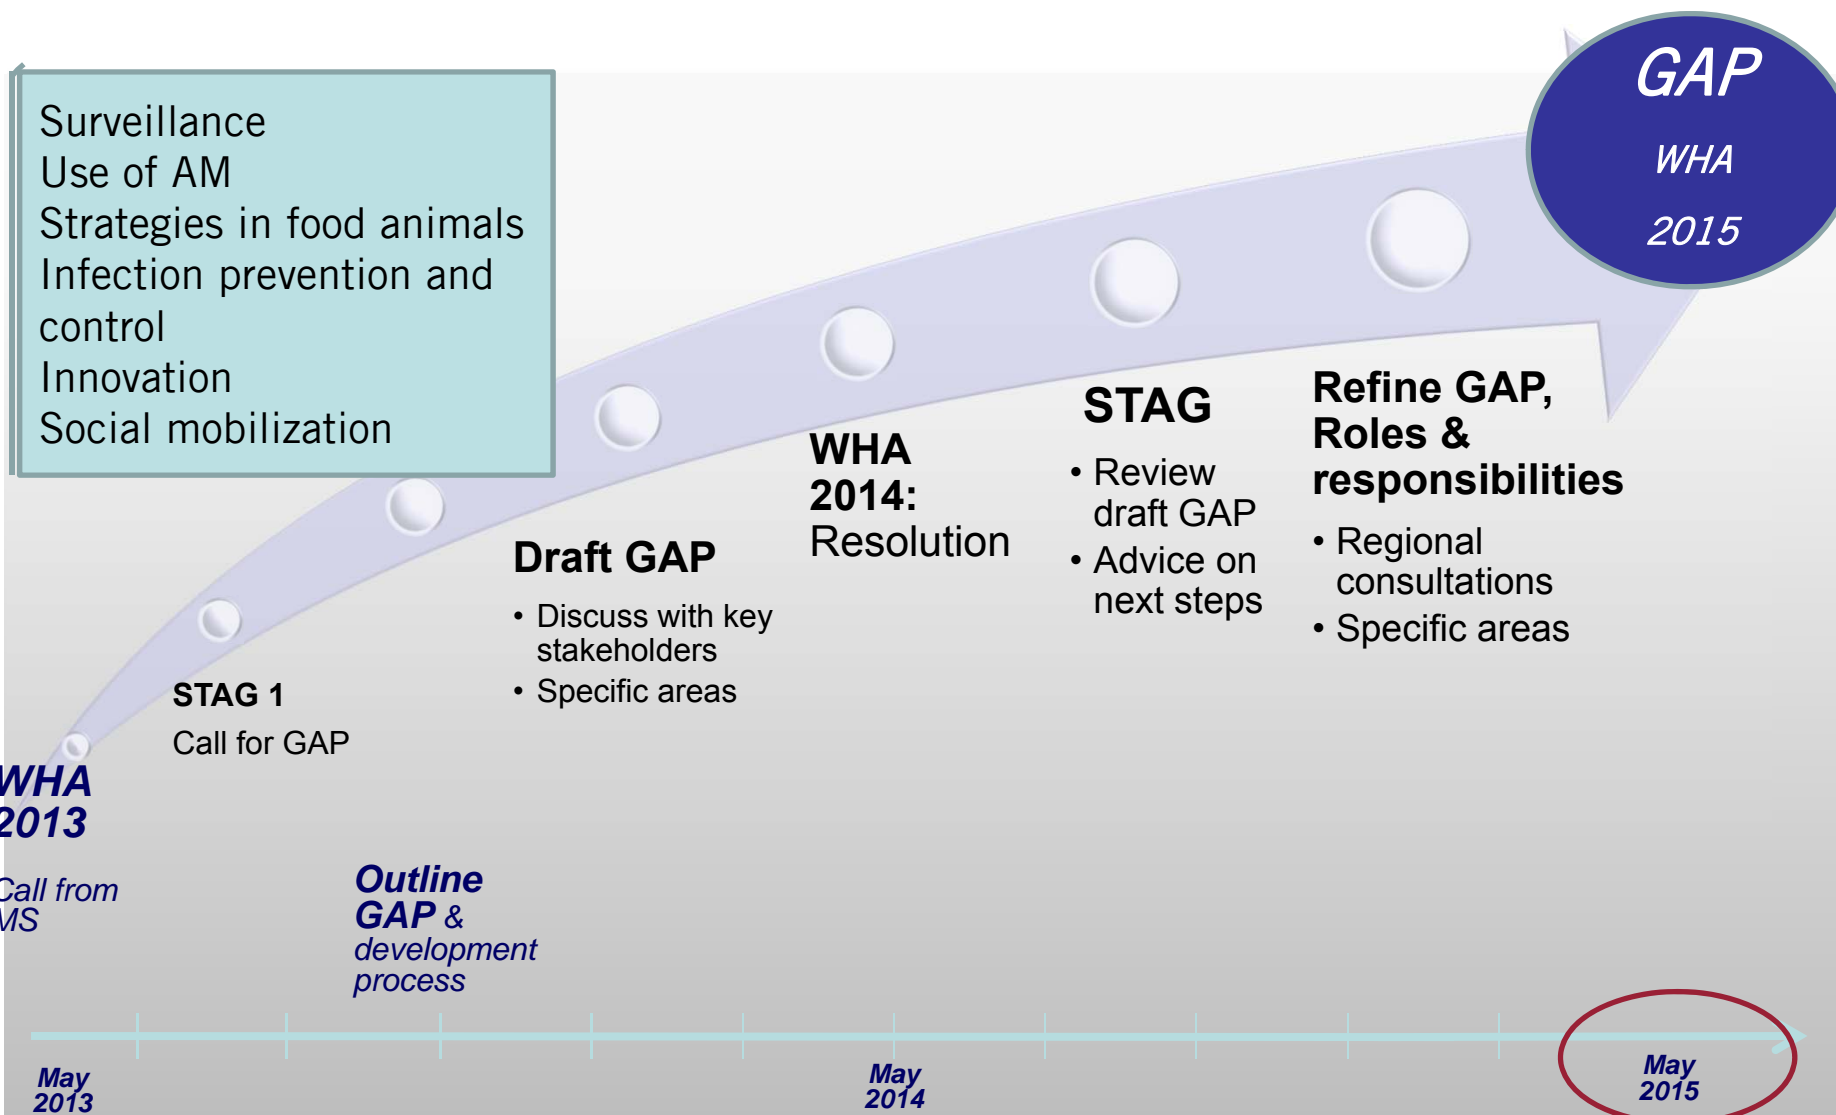 Surveillance
Use of AM
Strategies in food animals
Infection prevention and
control
Innovation
Social mobilization
GAP
WHA
2015
WHA
2013
Call from
MS
STAG 1
Call for GAP
Outline
GAP &
development
process
Draft GAP
• Discuss with key
stakeholders
• Specific areas
WHA
2014:
Resolution
STAG
• Review
draft GAP
• Advice on
next steps
Refine GAP,
Roles &
responsibilities
• Regional
consultations
• Specific areas
May
2013
May
2014
May
2015